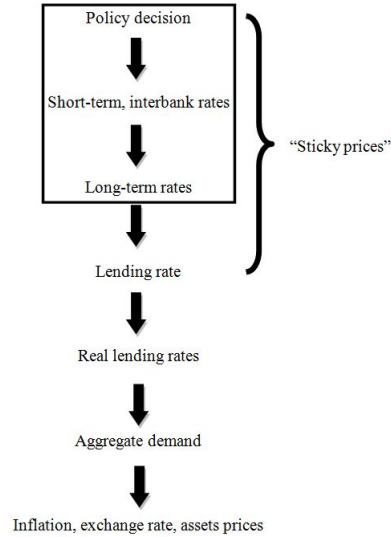 Policy decision
Short-term, interbank rates
“Sticky prices”
Long-term rates
Lending rate
Real lending rates
Aggregate demand
Inflation, exchange rate, assets prices